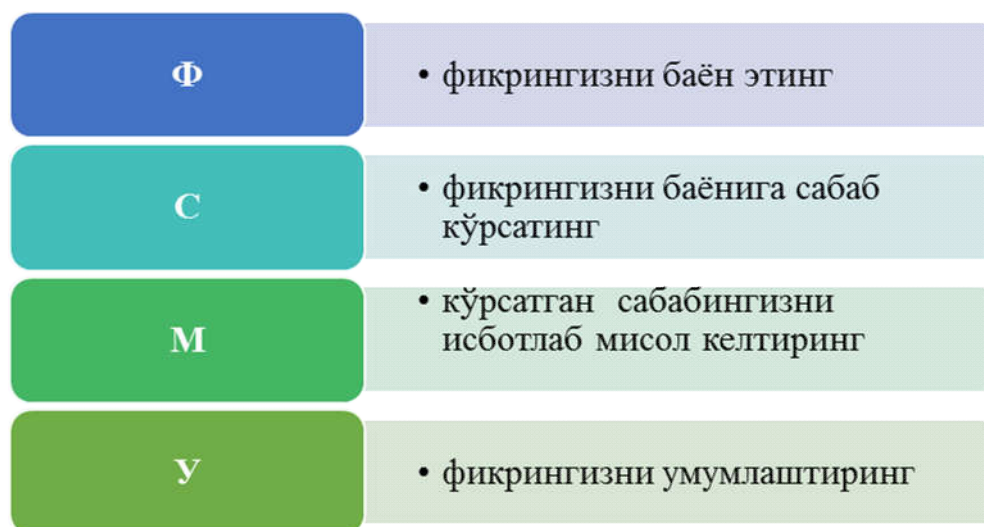 Ф
• фикрингизни баён этинг
С
• фикрингизни баёнига сабаб
кўрсатинг
М
• кўрсатган сабабингизни
исботлаб мисол келтиринг
У
• фикрингизни умумлаштиринг